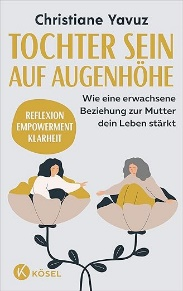 Christiane Yavuz
TOCHTER SEIN
AUF AUGENHÖHE
Wie eine erwachsene
Beziehung zur Mutter
dein Leben stärkt
REFLEXION
EMPOWERMENT
KLARHEIT
KÖSEL